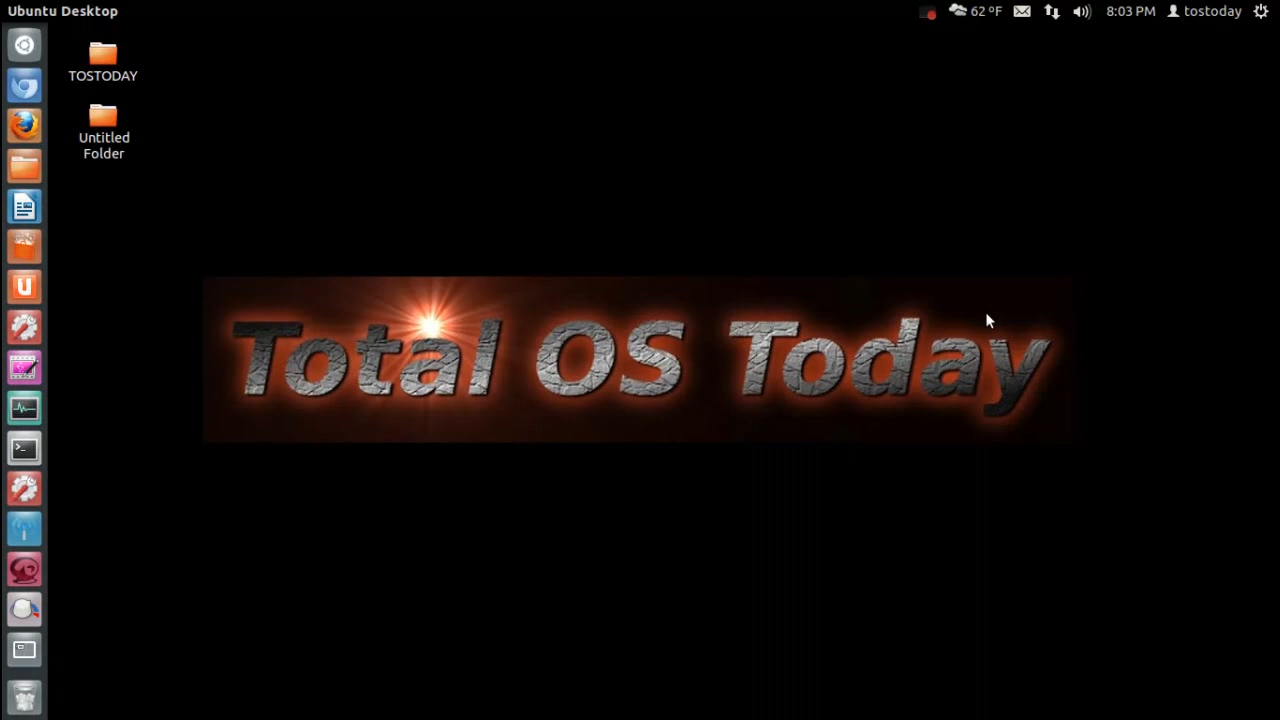 Ubuntu Desktop
62 °F
8:03 PM
tostoday
TOSTODAY
Untitled
Folder
Total OS Today
U
>_